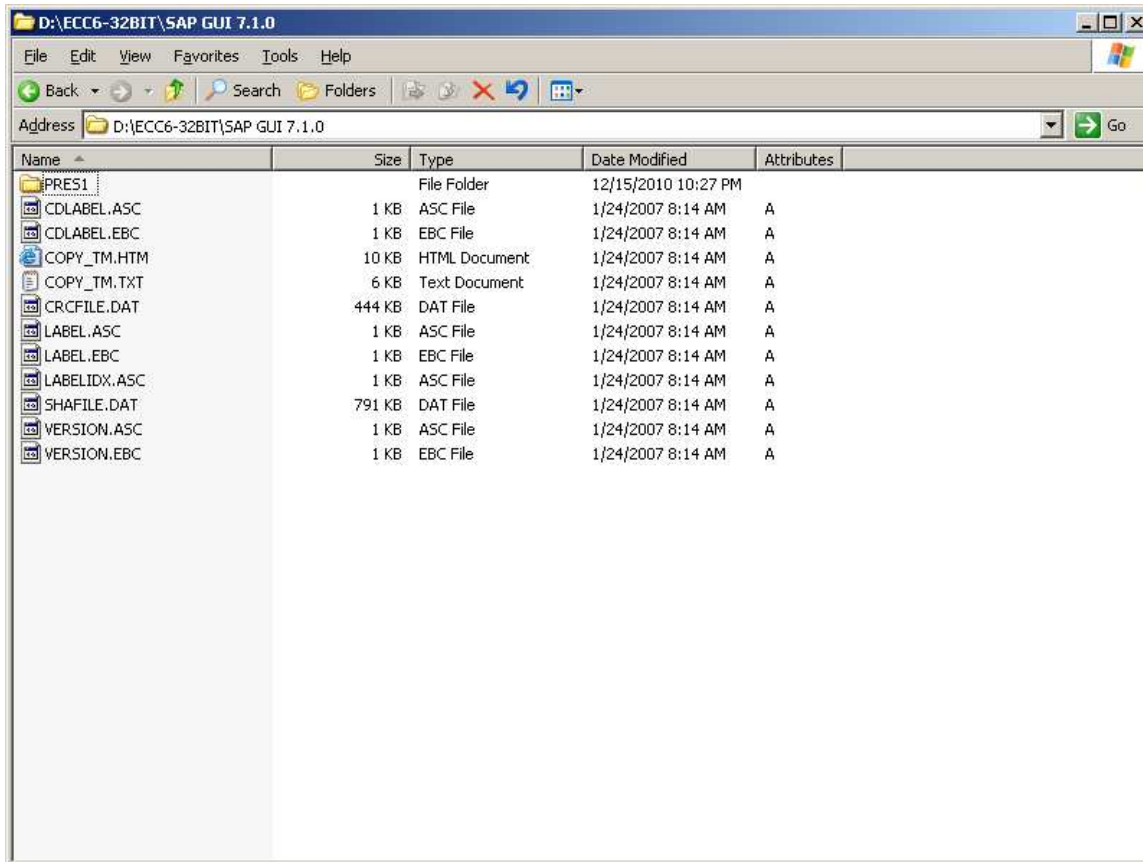 D:\ECC6-32BIT\SAP GUI 7.1.0
File Edit View Favorites Tools Help
Back Search Folders
Address D:\ECC6-32BIT\SAP GUI 7.1.0 Go
Name Size Type Date Modified Attributes
PRES1 File Folder 12/15/2010 10:27 PM
CDLABEL.ASC 1 KB ASC File 1/24/2007 8:14 AM A
CDLABEL.EBC 1 KB EBC File 1/24/2007 8:14 AM A
COPY_TM.HTM 10 KB HTML Document 1/24/2007 8:14 AM A
COPY_TM.TXT 6 KB Text Document 1/24/2007 8:14 AM A
CRCFILE.DAT 444 KB DAT File 1/24/2007 8:14 AM A
LABEL.ASC 1 KB ASC File 1/24/2007 8:14 AM A
LABEL.EBC 1 KB EBC File 1/24/2007 8:14 AM A
LABELIDX.ASC 1 KB ASC File 1/24/2007 8:14 AM A
SHAFILE.DAT 791 KB DAT File 1/24/2007 8:14 AM A
VERSION.ASC 1 KB ASC File 1/24/2007 8:14 AM A
VERSION.EBC 1 KB EBC File 1/24/2007 8:14 AM A